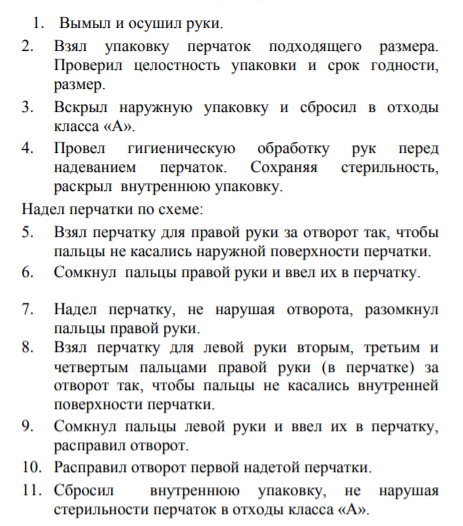 1. Вымыл и осушил руки.
2. Взял упаковку перчаток подходящего размера.
Проверил целостность упаковки и срок годности,
размер.
3. Вскрыл наружную упаковку и сбросил в отходы
класса «А».
4. Провел гигиеническую обработку рук перед
надеванием перчаток. Сохраняя стерильность,
раскрыл внутреннюю упаковку.
Надел перчатки по схеме:
5. Взял перчатку для правой руки за отворот так, чтобы
пальцы не касались наружной поверхности перчатки.
6. Сомкнул пальцы правой руки и ввел их в перчатку.
7. Надел перчатку, не нарушая отворота, разомкнул
пальцы правой руки.
8. Взял перчатку для левой руки вторым, третьим и
четвертым пальцами правой руки (в перчатке) за
отворот так, чтобы пальцы не касались внутренней
поверхности перчатки.
9. Сомкнул пальцы левой руки и ввел их в перчатку,
расправил отворот.
10. Расправил отворот первой надетой перчатки.
11. Сбросил внутреннюю упаковку, не нарушая
стерильности перчаток в отходы класса «А».